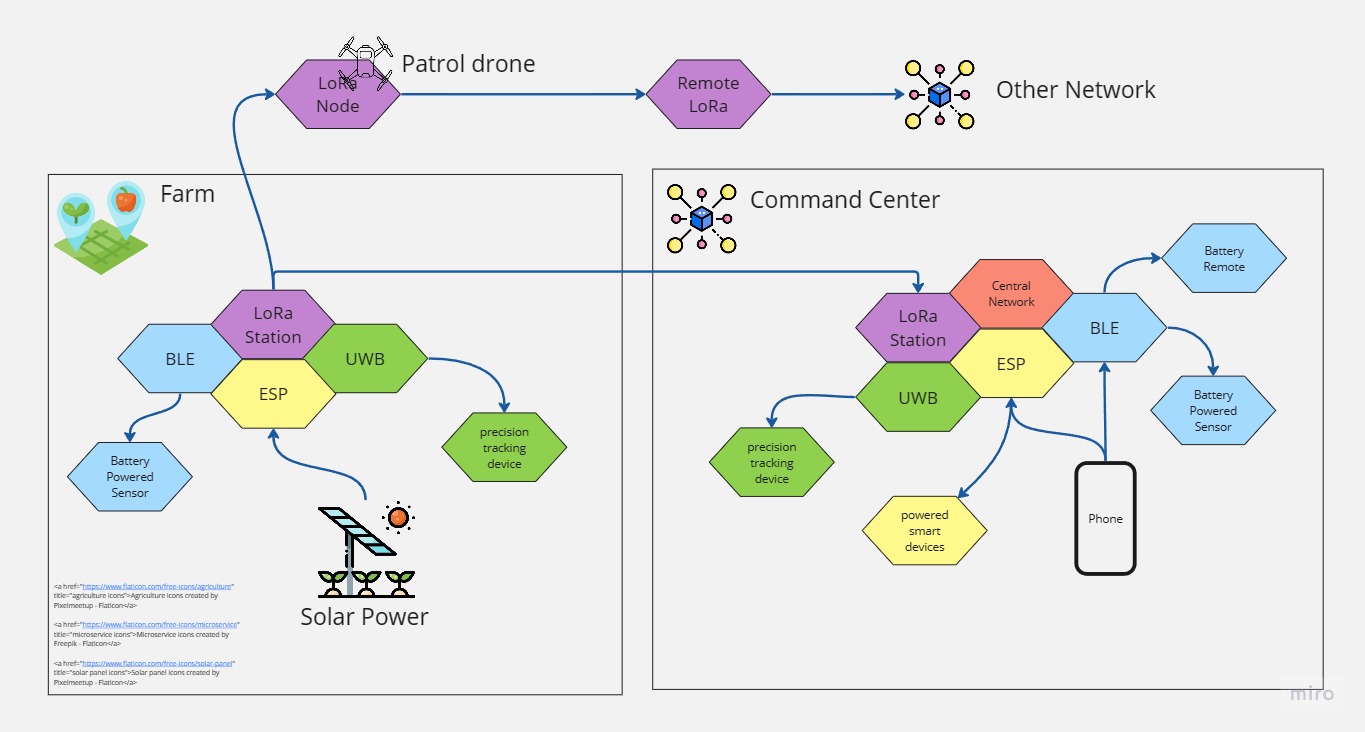 Patrol drone
LoRa
Node
Remote
LoRa
Other Network
Farm
LoRa
Station
BLE
UWB
ESP
Battery
Powered
Sensor
precision
tracking
device
Solar Power
<a href="https://www.flaticon.com/free-icons/agriculture"
title="agriculture icons">Agriculture icons created by
Pixelmeetup - Flaticon</a>
<a href="https://www.flaticon.com/free-icons/microservice"
title="microservice icons">Microservice icons created by
Freepik - Flaticon</a>
<a href="https://www.flaticon.com/free-icons/solar-panel"
title="solar panel icons">Solar panel icons created by
Pixelmeetup - Flaticon</a>
Command Center
Battery
Remote
Central
Network
LoRa
Station
BLE
ESP
UWB
Battery
Powered
Sensor
precision
tracking
device
powered
smart
devices
Phone
miro